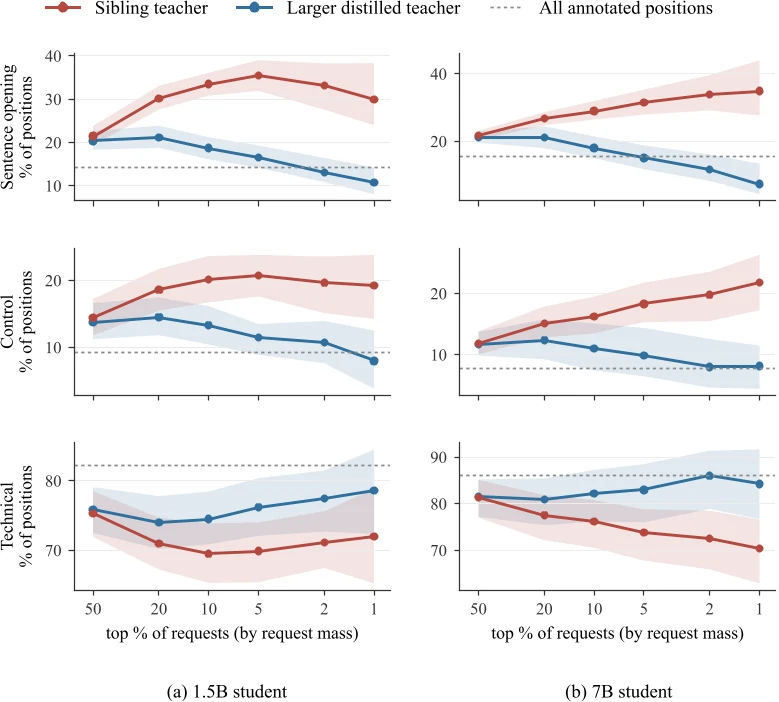 Sibling teacher Larger distilled teacher All annotated positions
Sentence opening
% of positions
40
30
20
10
40
20
Control
% of positions
20
10
20
10
Technical
% of positions
80
70
90
80
70
50 20 10 5 2 1
50 20 10 5 2 1
top % of requests (by request mass)
top % of requests (by request mass)
(a) 1.5B student
(b) 7B student